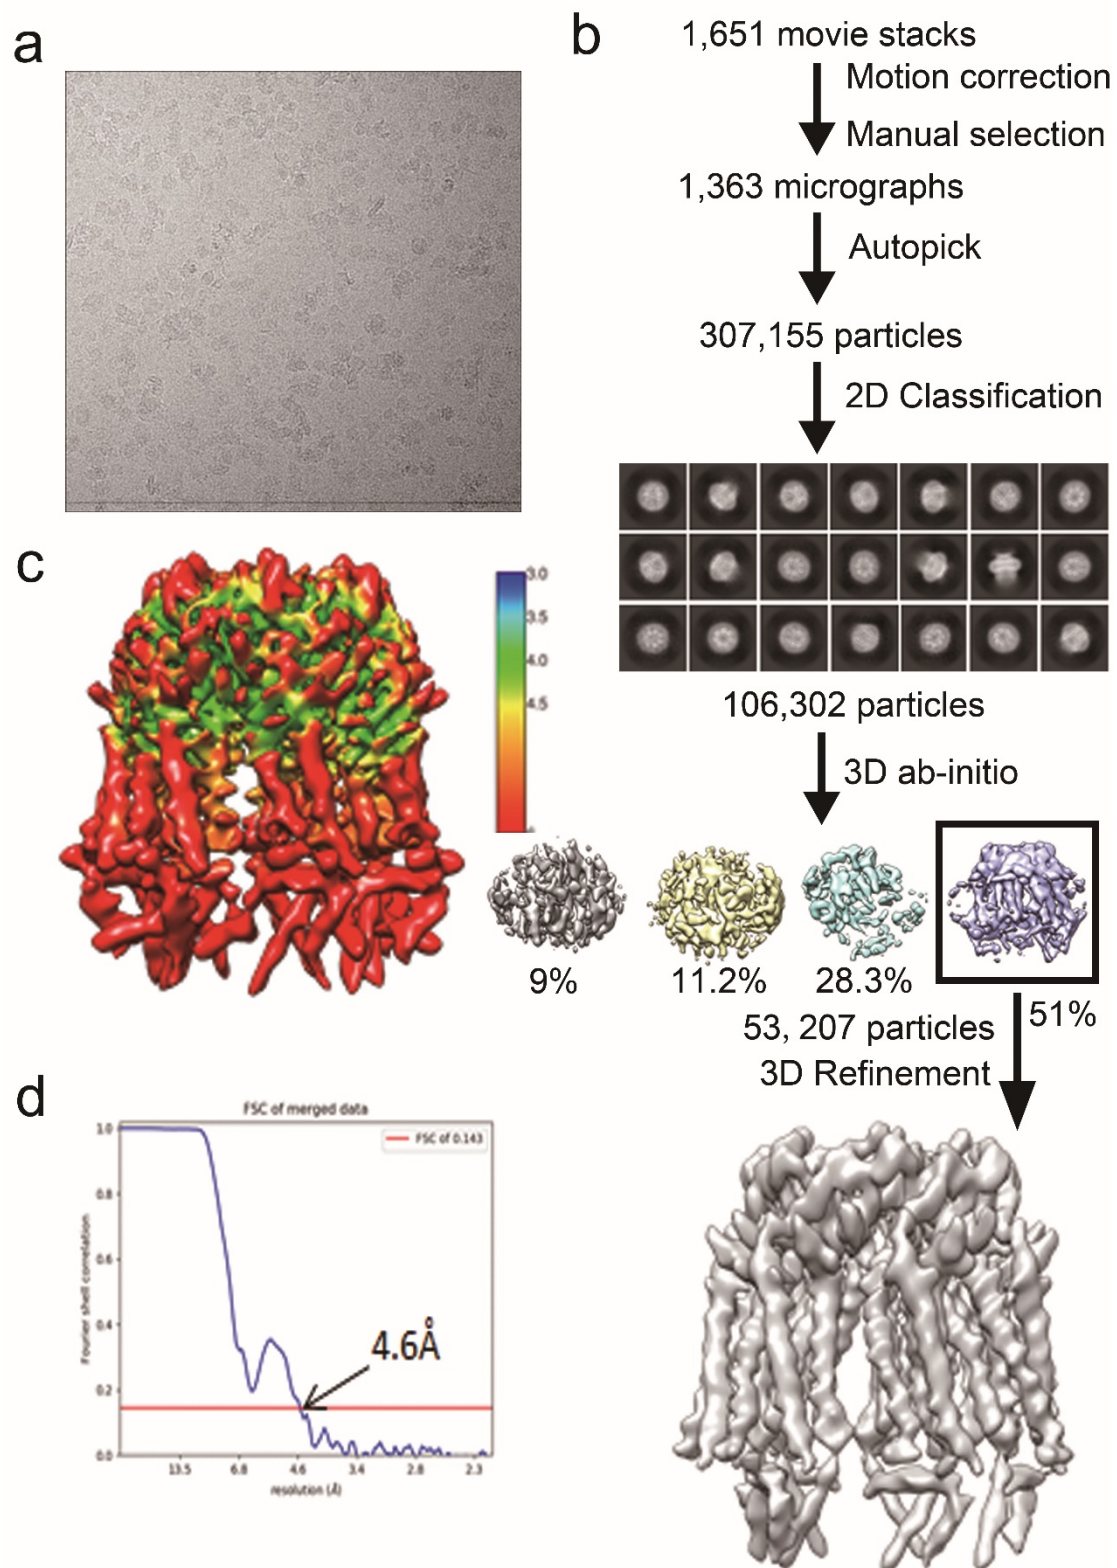 a
b
1,651 movie stacks
Motion correction
Manual selection
1,363 micrographs
Autopick
307,155 particles
2D Classification
106,302 particles
3D ab-initio
c
3.0
3.5
4.0
4.5
9%
11.2%
28.3%
51%
53, 207 particles
3D Refinement
d
FSC of merged data
FSC of 0.143
4.6Å
Fourier shell correlation
1.0
0.8
0.6
0.4
0.2
0.0
13.5
6.8
4.6
3.4
2.8
2.3
resolution (Å)